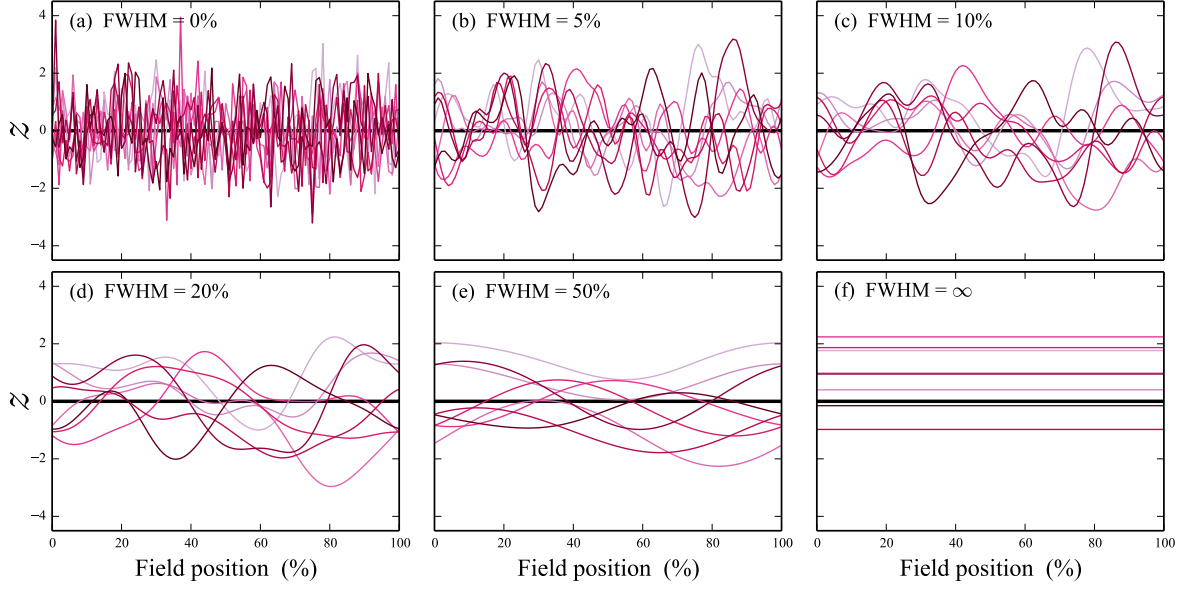 (a) FWHM = 0%
(b) FWHM = 5%
(c) FWHM = 10%
4
2
0
−2
−4
z
(d) FWHM = 20%
(e) FWHM = 50%
(f) FWHM = ∞
4
2
0
−2
−4
z
0 20 40 60 80 100
0 20 40 60 80 100
0 20 40 60 80 100
Field position (%)
Field position (%)
Field position (%)